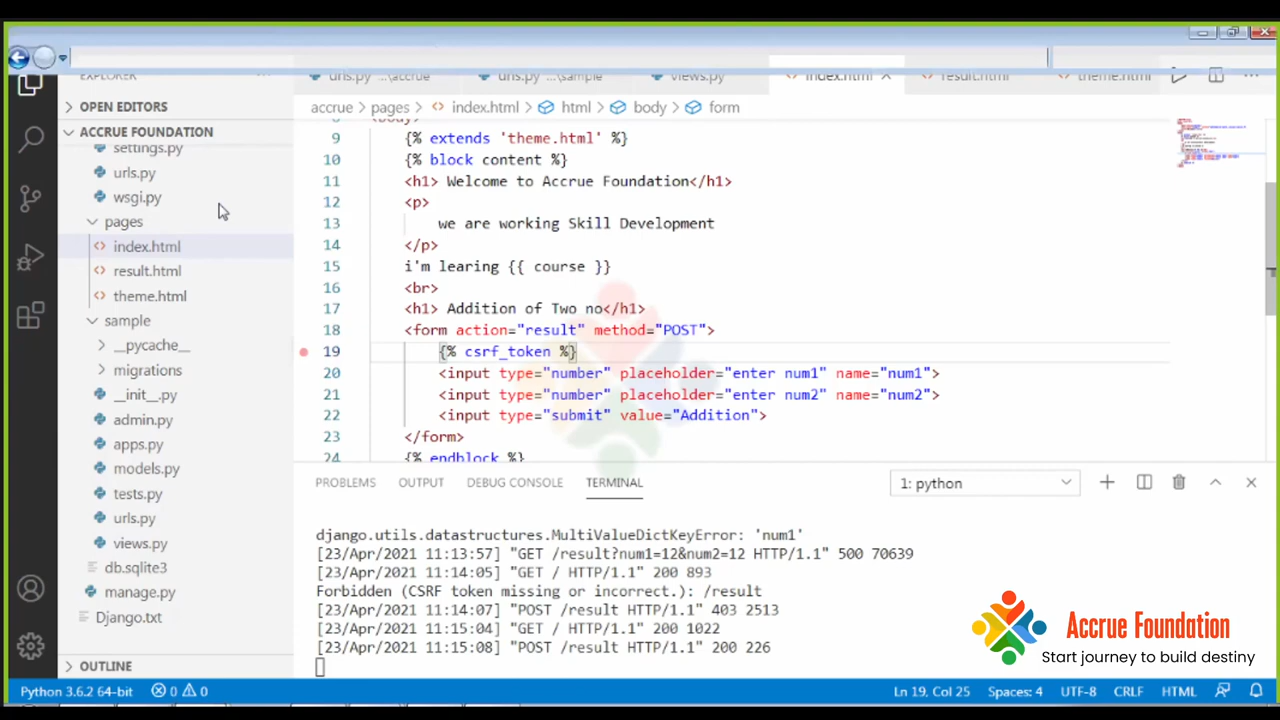 EXPLORER
urls.py ...\accrue
urls.py ...\sample
views.py
index.html
result.html
theme.html
OPEN EDITORS
ACCRUE FOUNDATION
settings.py
urls.py
wsgi.py
pages
index.html
result.html
theme.html
sample
__pycache__
migrations
__init__.py
admin.py
apps.py
models.py
tests.py
urls.py
views.py
db.sqlite3
manage.py
Django.txt
OUTLINE
accrue > pages > index.html > html > body > form
8 <body>
9 {% extends 'theme.html' %}
10 {% block content %}
11 <h1> Welcome to Accrue Foundation</h1>
12 <p>
13 we are working Skill Development
14 </p>
15 i'm learing {{ course }}
16 <br>
17 <h1> Addition of Two no</h1>
18 <form action="result" method="POST">
19 {% csrf_token %}
20 <input type="number" placeholder="enter num1" name="num1">
21 <input type="number" placeholder="enter num2" name="num2">
22 <input type="submit" value="Addition">
23 </form>
24 {% endblock %}
PROBLEMS OUTPUT DEBUG CONSOLE TERMINAL 1: python
django.utils.datastructures.MultiValueDictKeyError: 'num1'
[23/Apr/2021 11:13:57] "GET /result?num1=12&num2=12 HTTP/1.1" 500 70639
[23/Apr/2021 11:14:05] "GET / HTTP/1.1" 200 893
Forbidden (CSRF token missing or incorrect.): /result
[23/Apr/2021 11:14:07] "POST /result HTTP/1.1" 403 2513
[23/Apr/2021 11:15:04] "GET / HTTP/1.1" 200 1022
[23/Apr/2021 11:15:08] "POST /result HTTP/1.1" 200 226
Accrue Foundation
Start journey to build destiny
Python 3.6.2 64-bit 0 0 Ln 19, Col 25 Spaces: 4 UTF-8 CRLF HTML